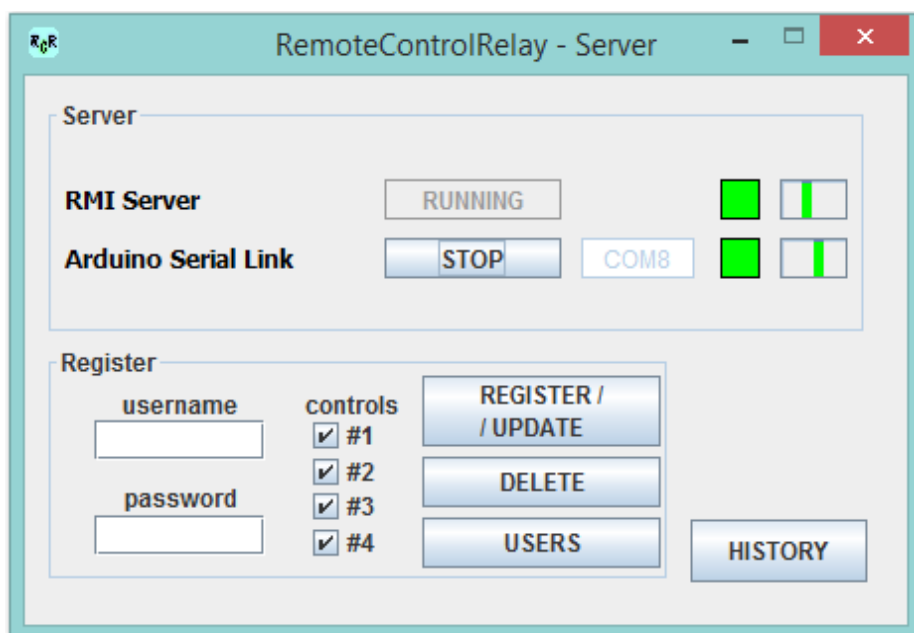 RCR RemoteControlRelay - Server
Server
RMI Server RUNNING
Arduino Serial Link STOP COM8
Register
username
password
controls
#1
#2
#3
#4
REGISTER /
/ UPDATE
DELETE
USERS
HISTORY